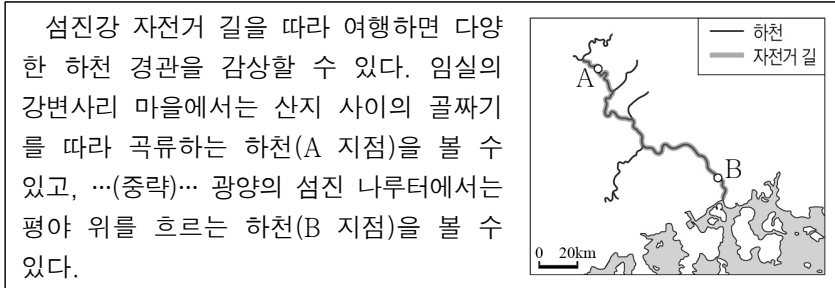 섬진강 자전거 길을 따라 여행하면 다양
한 하천 경관을 감상할 수 있다. 임실의
강변사리 마을에서는 산지 사이의 골짜기
를 따라 곡류하는 하천(A 지점)을 볼 수
있고, …(중략)… 광양의 섬진 나루터에서는
평야 위를 흐르는 하천(B 지점)을 볼 수
있다.
하천
자전거 길
A
B
0 20km